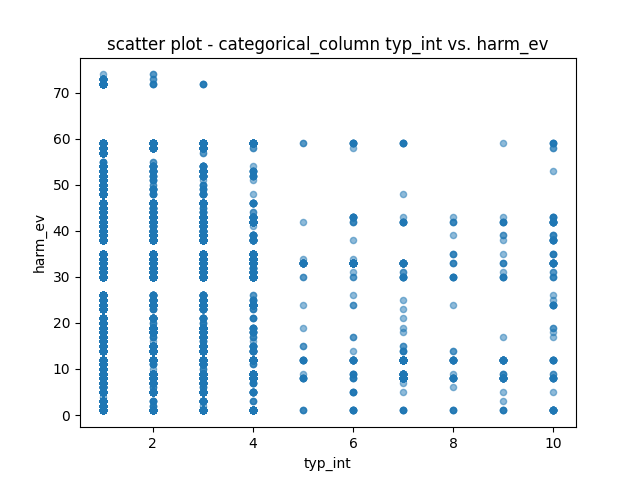 scatter plot - categorical_column typ_int vs. harm_ev
70
60
50
40
30
20
10
0
harm_ev
2 4 6 8 10
typ_int